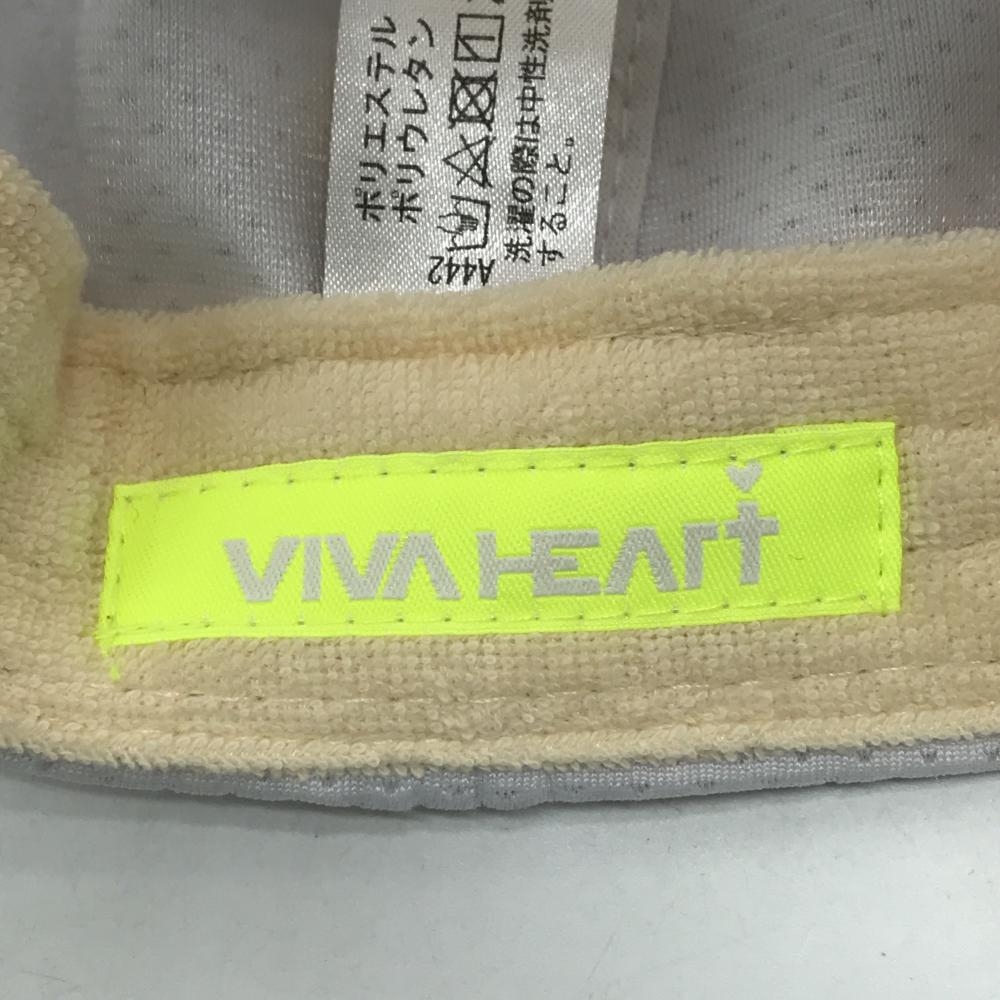 ポリエステル
ポリウレタン
洗濯の際は中性洗剤
すること。
A442
VIVA HEART